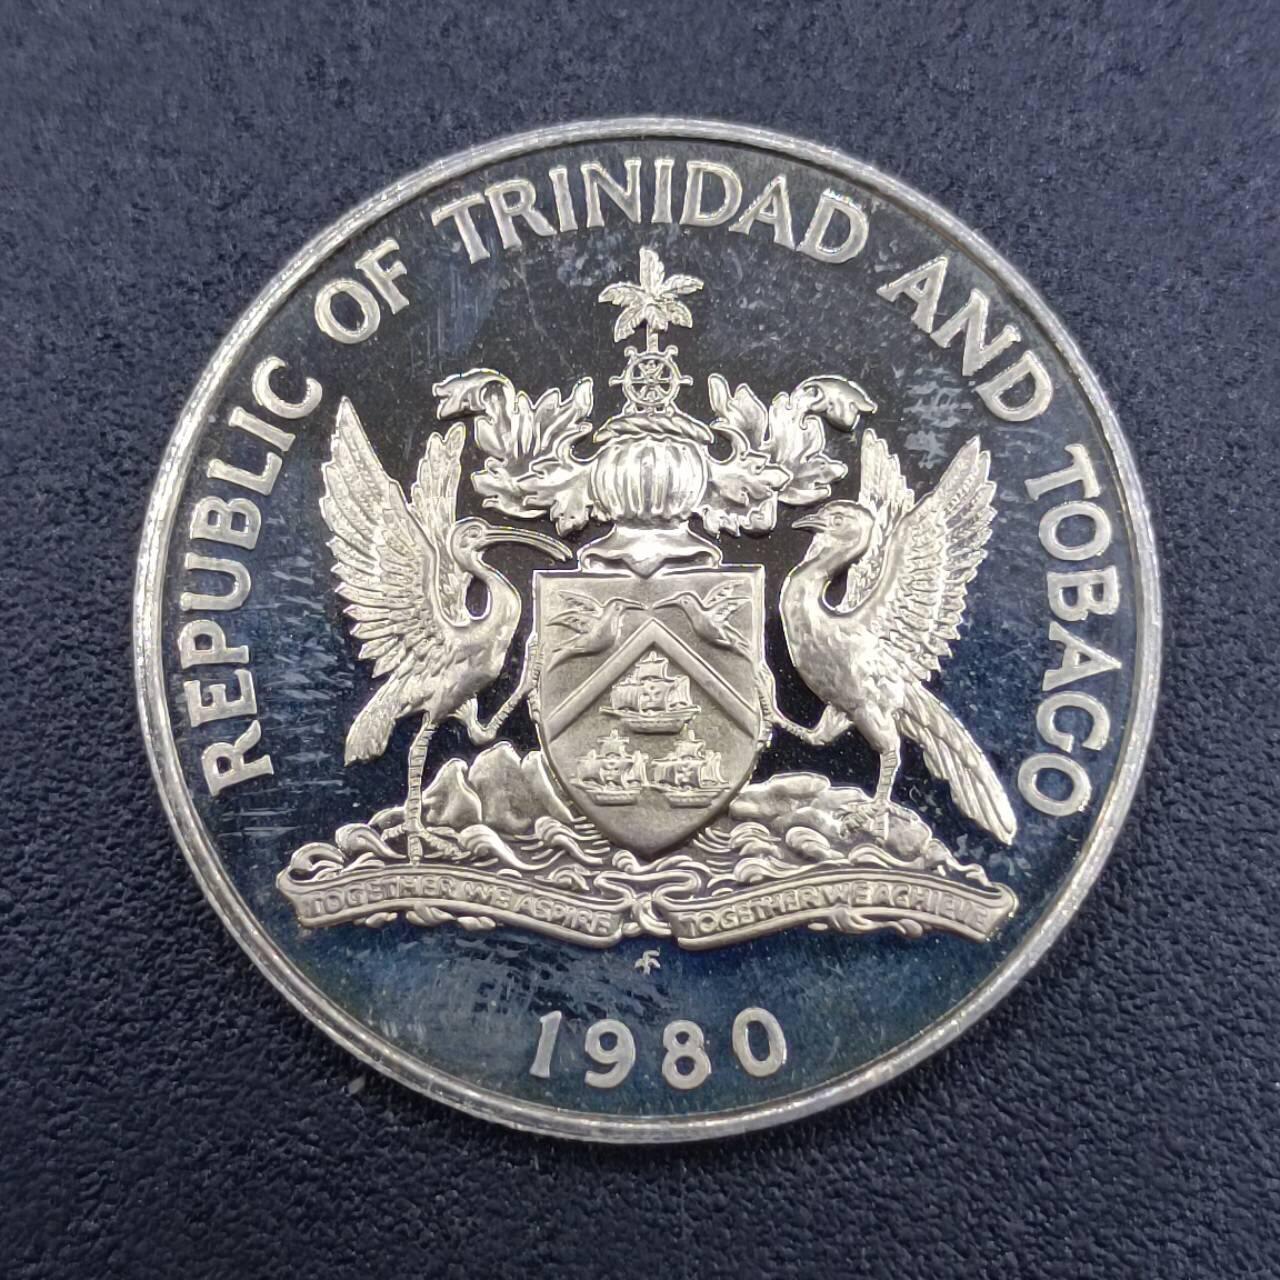 REPUBLIC OF TRINIDAD AND TOBAGO
TOGETHER WE ASPIRE
TOGETHER WE ACHIEVE
1980